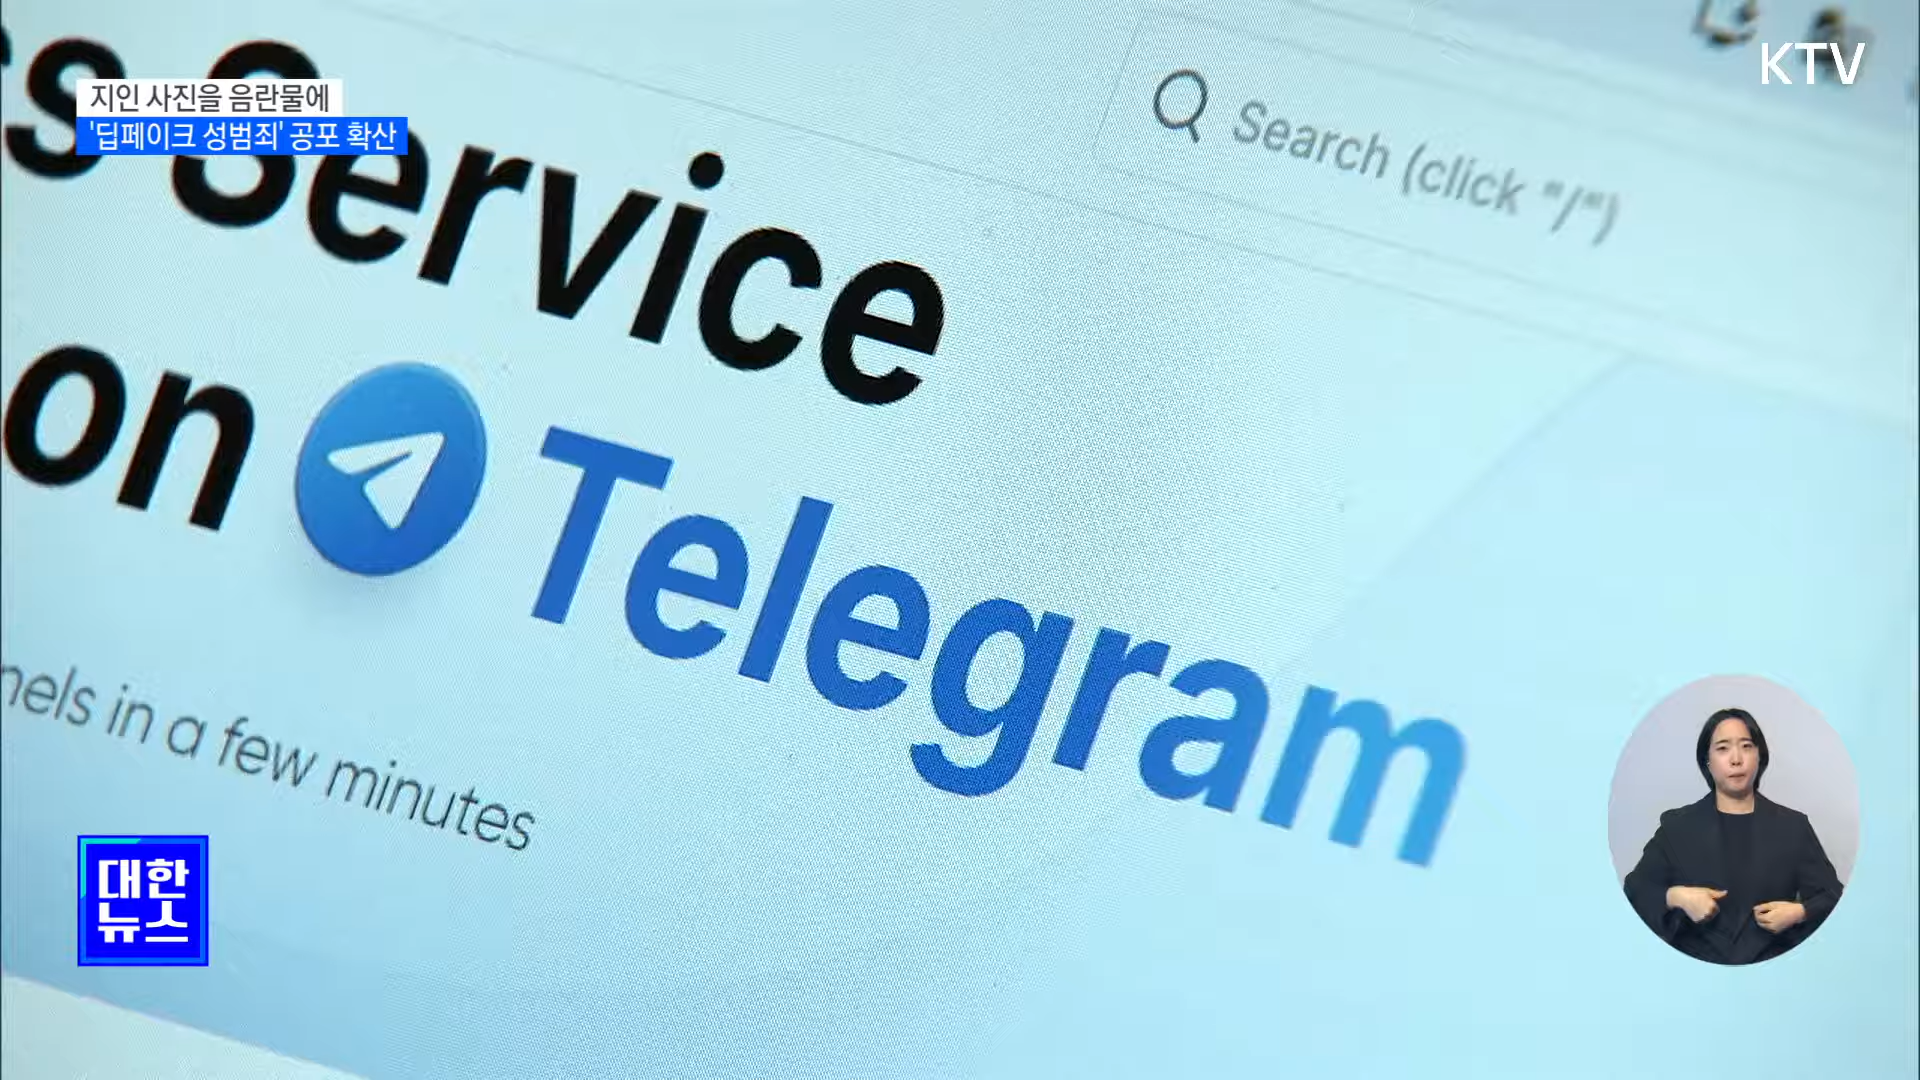 KTV
지인 사진을 음란물에
'딥페이크 성범죄' 공포 확산
s Service
on Telegram
Search (click "/")
nels in a few minutes
대한
뉴스